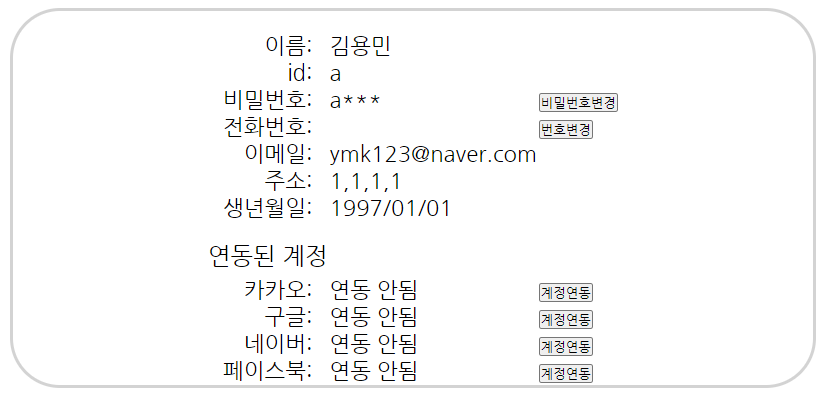 이름: 김용민
id: a
비밀번호: a*** 비밀번호변경
전화번호: 번호변경
이메일: ymk123@naver.com
주소: 1,1,1,1
생년월일: 1997/01/01
연동된 계정
카카오: 연동 안됨 계정연동
구글: 연동 안됨 계정연동
네이버: 연동 안됨 계정연동
페이스북: 연동 안됨 계정연동